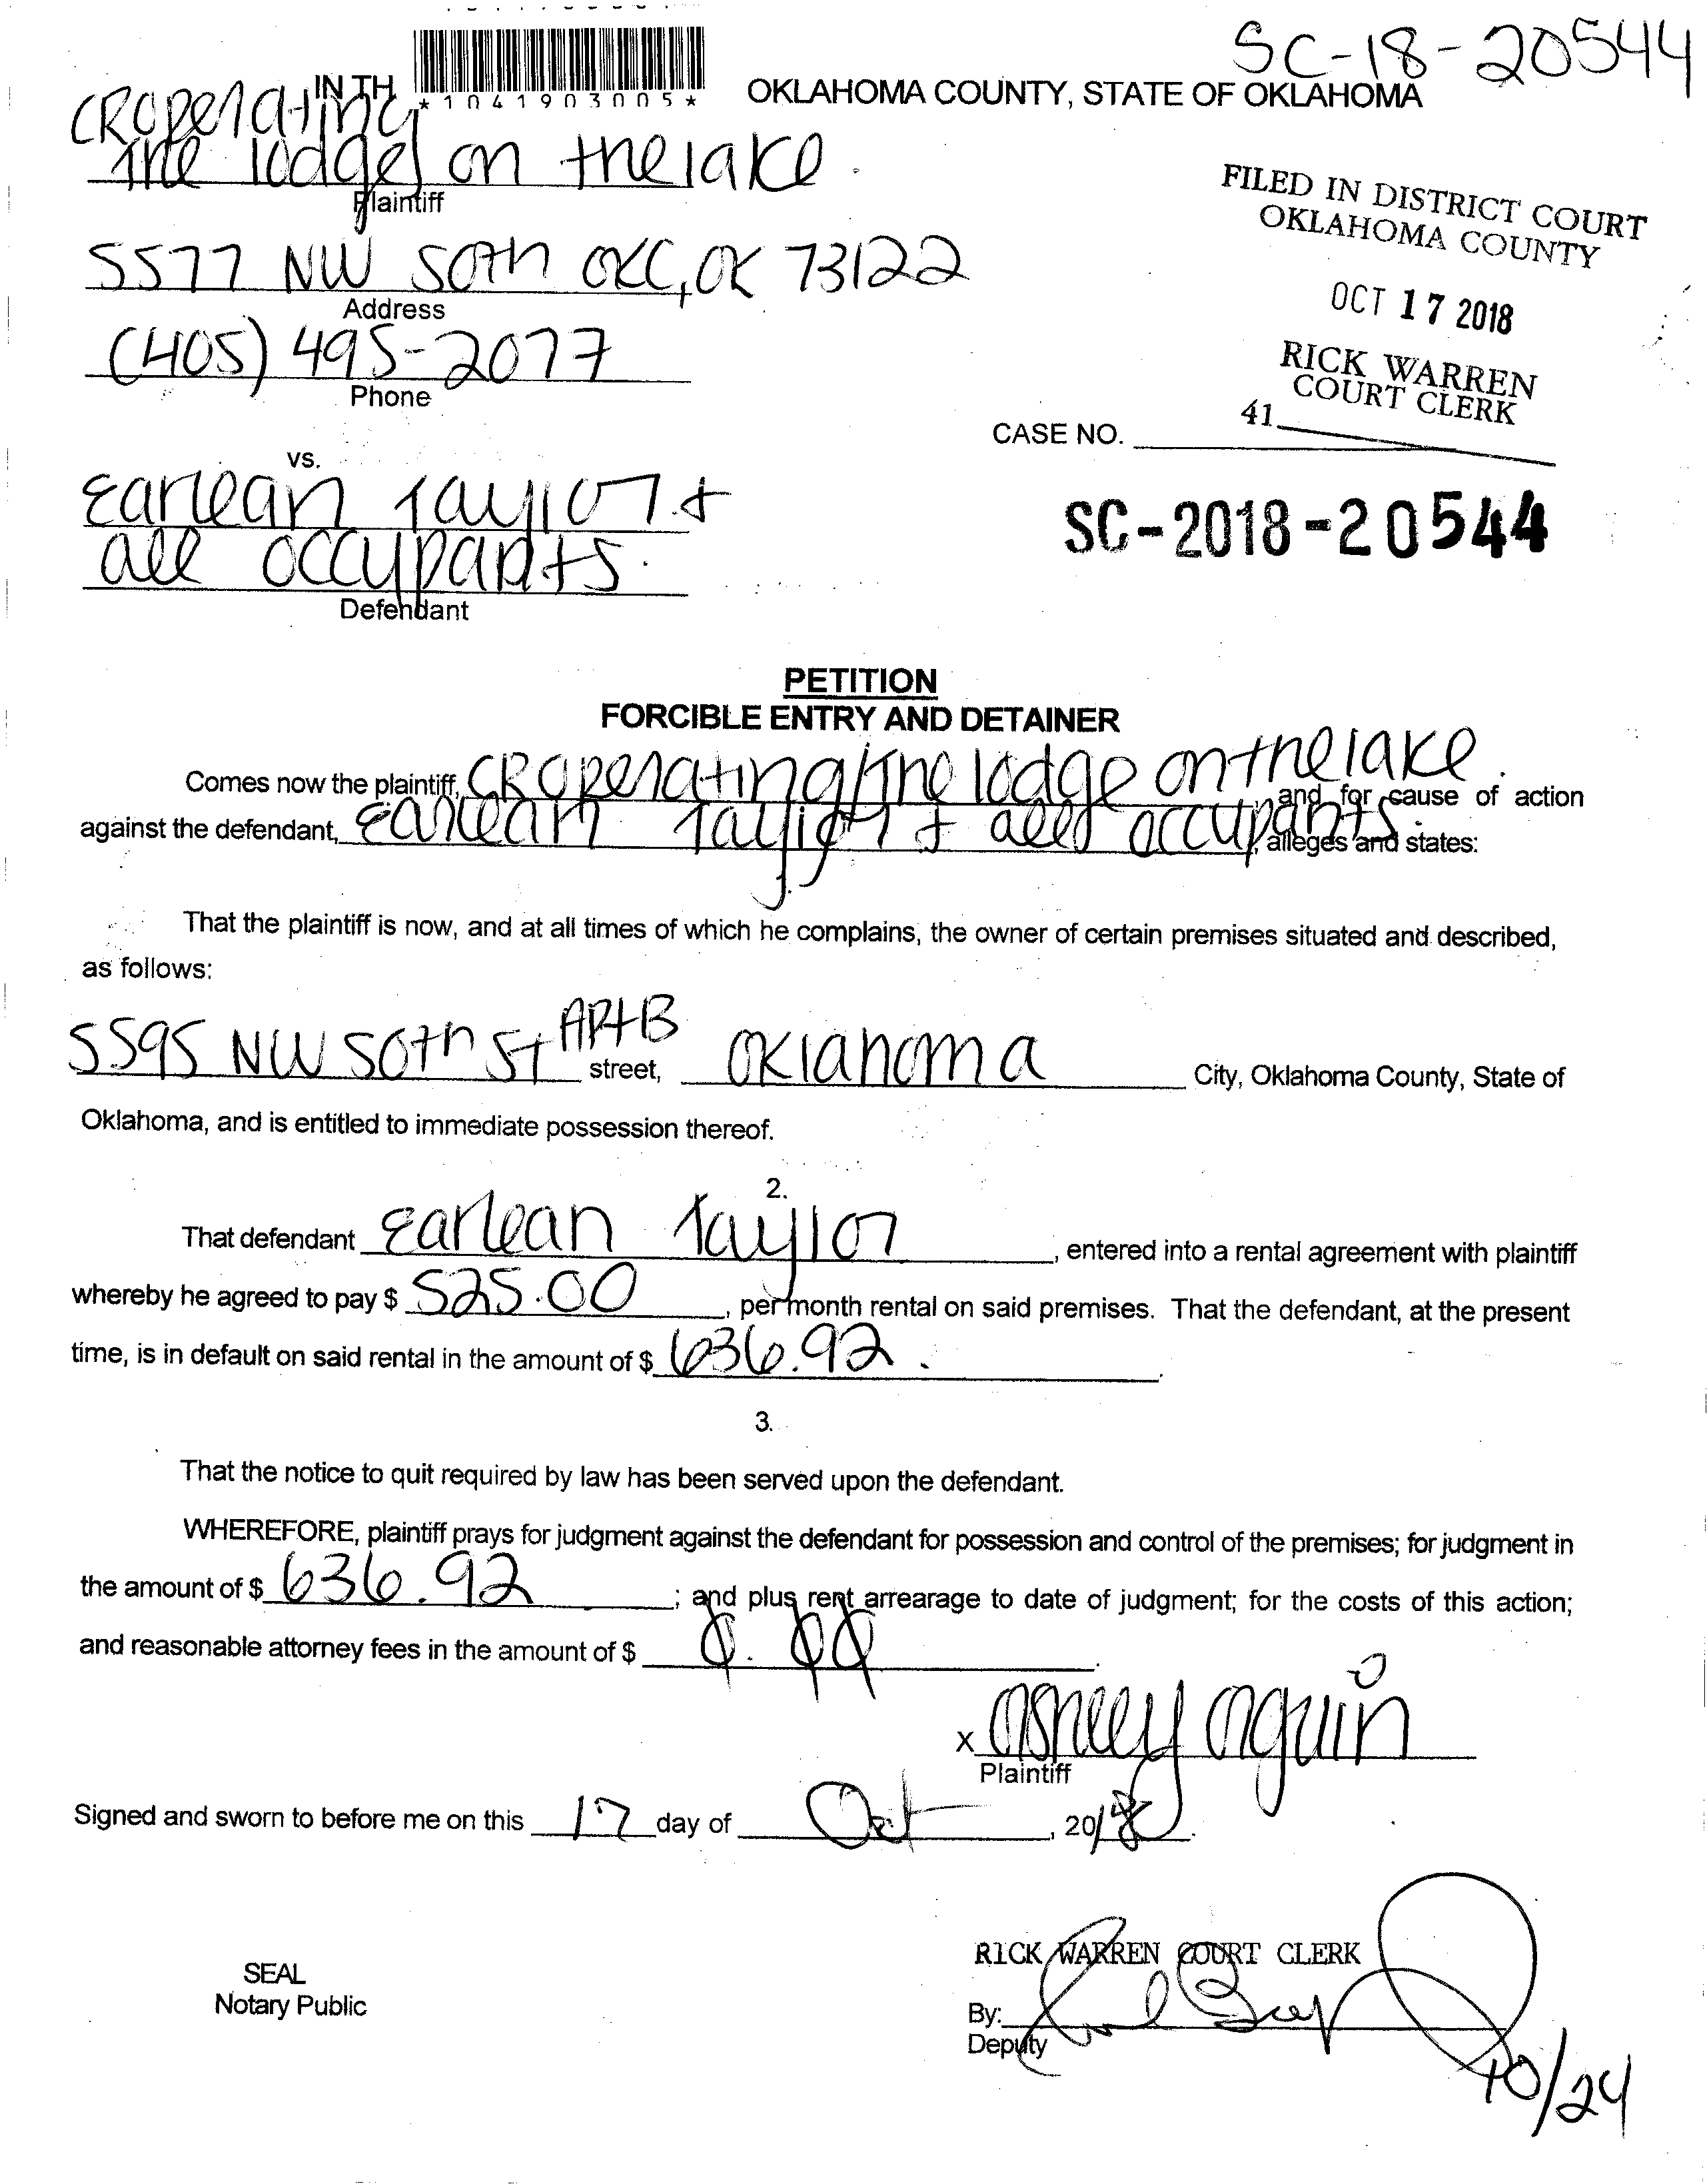 SC-18-20544
IN TH
*1041903005*
OKLAHOMA COUNTY, STATE OF OKLAHOMA
CROperating
The lodge on the lake
Plaintiff
FILED IN DISTRICT COURT
OKLAHOMA COUNTY
5577 NW 50th OKC, OK 73122
Address
OCT 17 2018
(405) 495-2077
Phone
RICK WARREN
COURT CLERK
41
CASE NO.
vs.
Earlean Taylor +
all occupants.
Defendant
SC-2018-20544
PETITION
FORCIBLE ENTRY AND DETAINER
Comes now the plaintiff, CROperating/The lodge on the lake, and for cause of action
against the defendant, Earlean Taylor + all occupants, alleges and states:
That the plaintiff is now, and at all times of which he complains, the owner of certain premises situated and described,
as follows:
5595 NW 50th St Apt B street, Oklahoma City, Oklahoma County, State of
Oklahoma, and is entitled to immediate possession thereof.
2.
That defendant Earlean Taylor, entered into a rental agreement with plaintiff
whereby he agreed to pay $ 525.00, per month rental on said premises. That the defendant, at the present
time, is in default on said rental in the amount of $ 636.92.
3.
That the notice to quit required by law has been served upon the defendant.
WHEREFORE, plaintiff prays for judgment against the defendant for possession and control of the premises; for judgment in
the amount of $ 636.92; and plus rent arrearage to date of judgment; for the costs of this action;
and reasonable attorney fees in the amount of $ 0.00.
x Ashley
Plaintiff
Signed and sworn to before me on this 17 day of Oct, 2018.
RICK WARREN COURT CLERK
SEAL
Notary Public
By:
Deputy
10/24